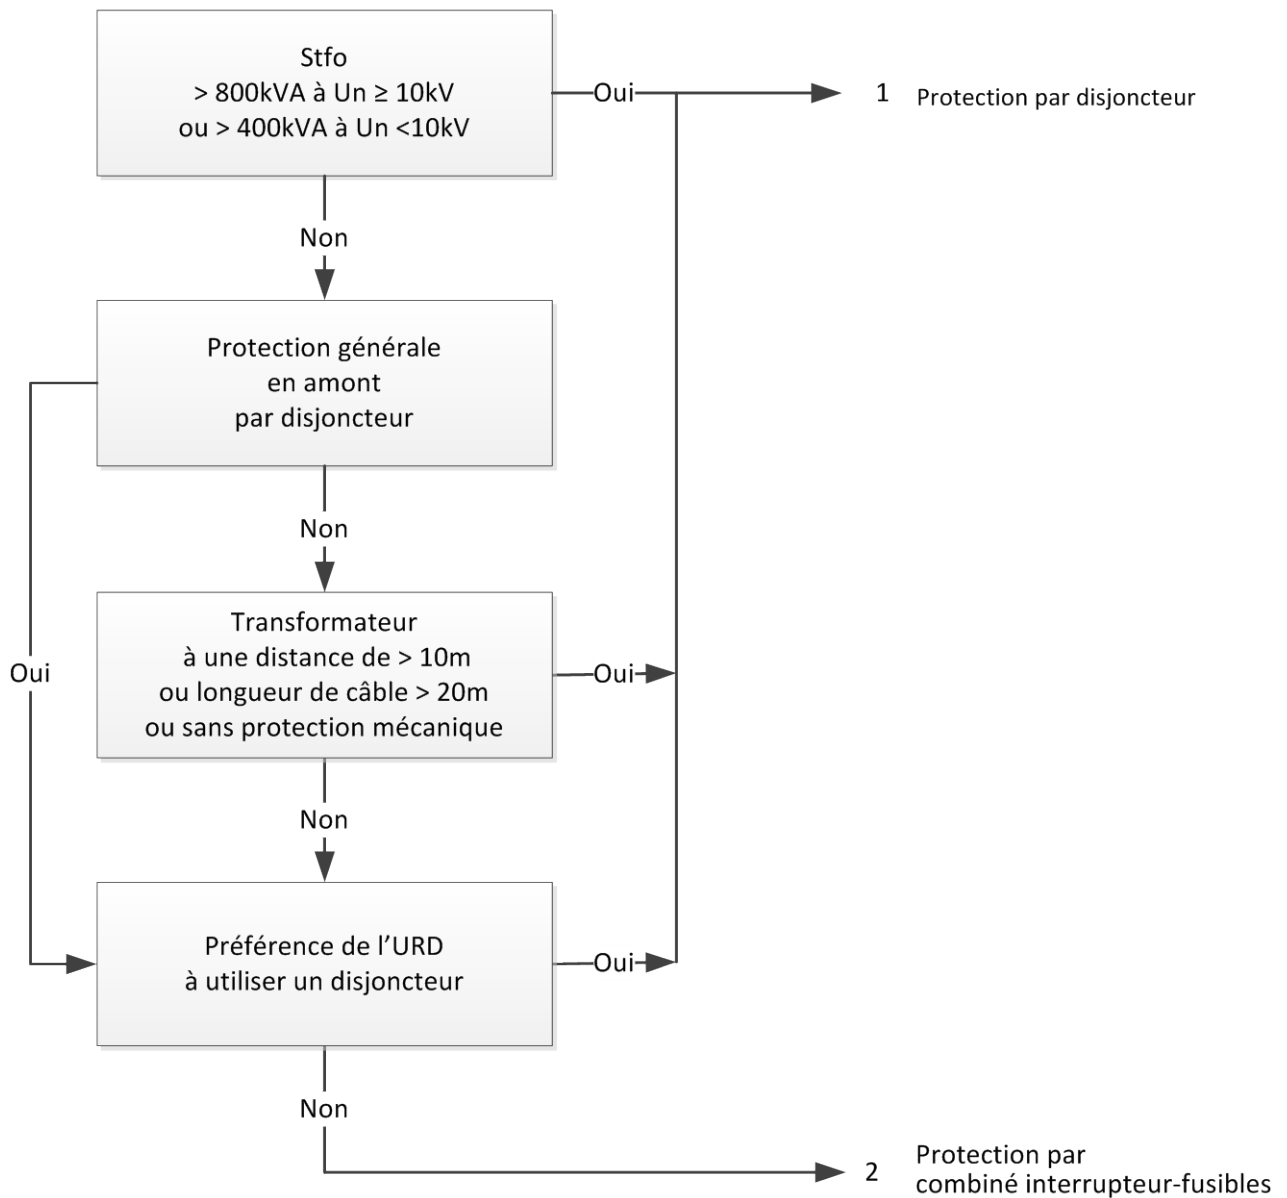 Stfo
> 800kVA à Un ≥ 10kV
ou > 400kVA à Un <10kV
Oui
1 Protection par disjoncteur
Non
Protection générale
en amont
par disjoncteur
Non
Transformateur
à une distance de > 10m
ou longueur de câble > 20m
ou sans protection mécanique
Oui
Oui
Non
Préférence de l'URD
à utiliser un disjoncteur
Oui
Non
2 Protection par
combiné interrupteur-fusibles